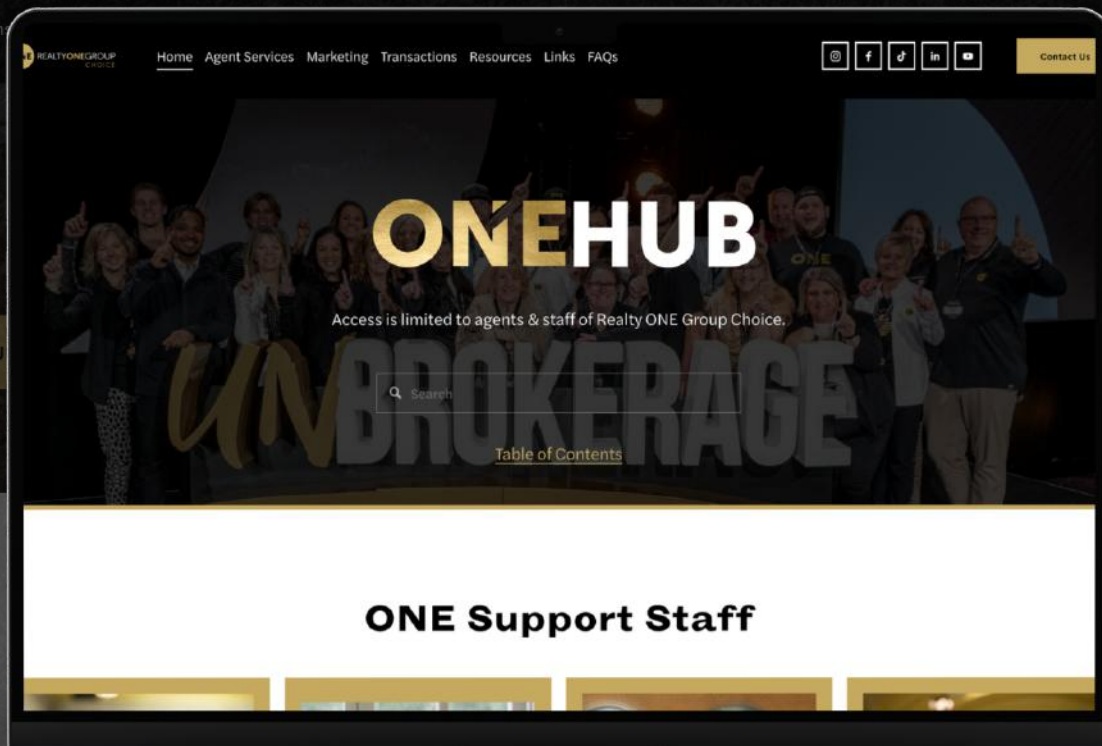 REALTYONEGROUP
CHOICE
Home Agent Services Marketing Transactions Resources Links FAQs
Contact Us
ONEHUB
Access is limited to agents & staff of Realty ONE Group Choice.
UNBROKERAGE
Search
Table of Contents
ONE Support Staff